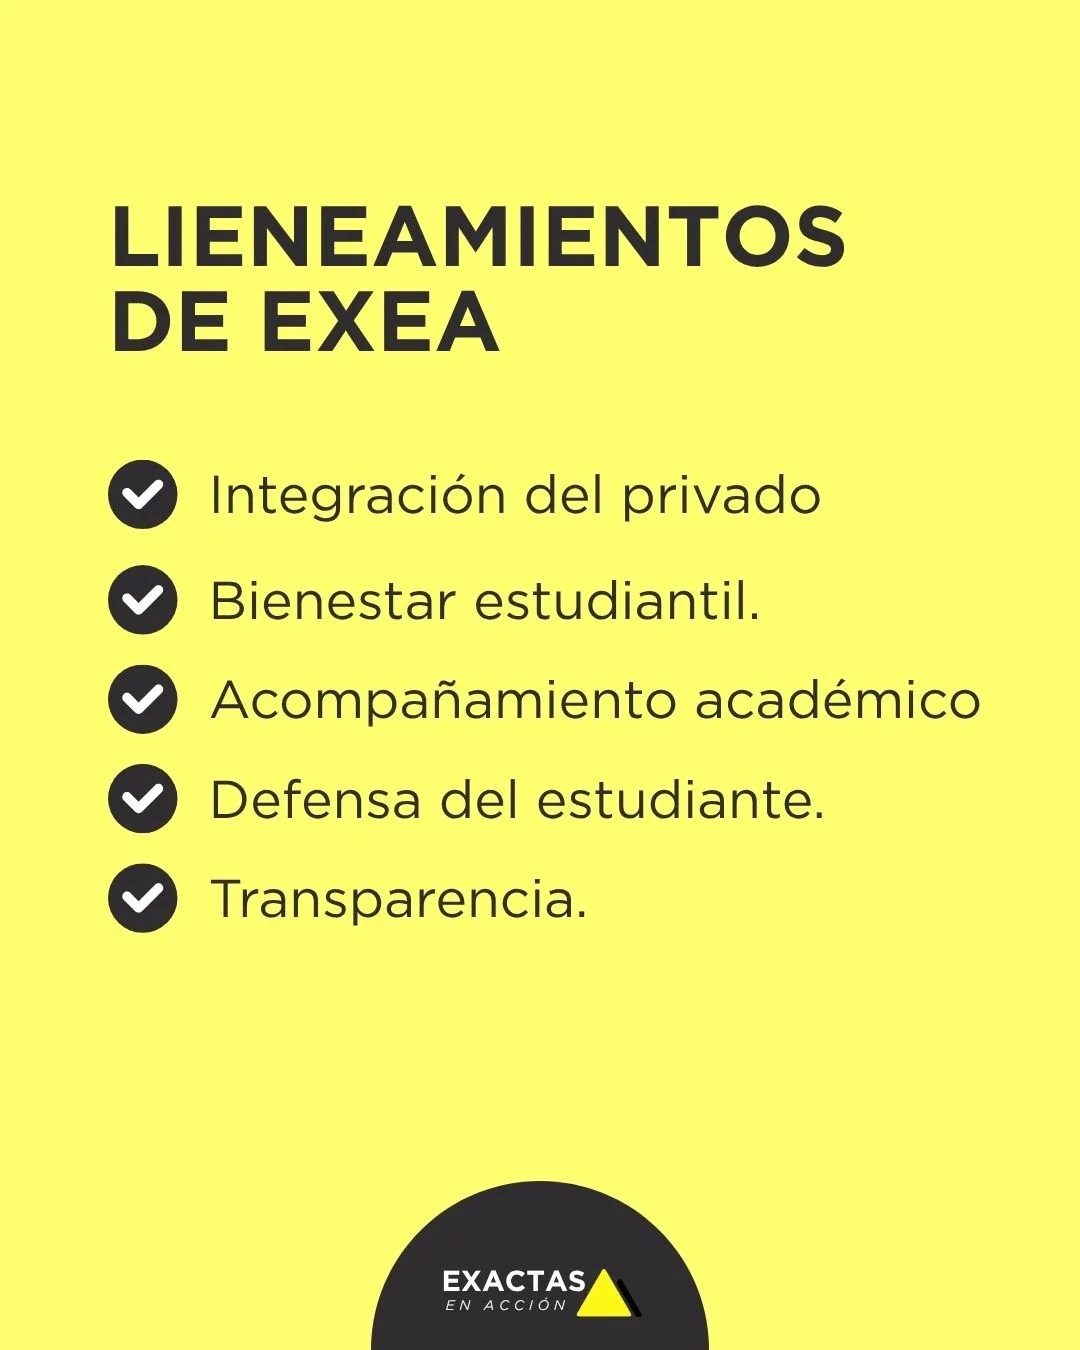 LIENEAMIENTOS
DE EXEA
Integración del privado
Bienestar estudiantil.
Acompañamiento académico
Defensa del estudiante.
Transparencia.
EXACTAS
EN ACCIÓN